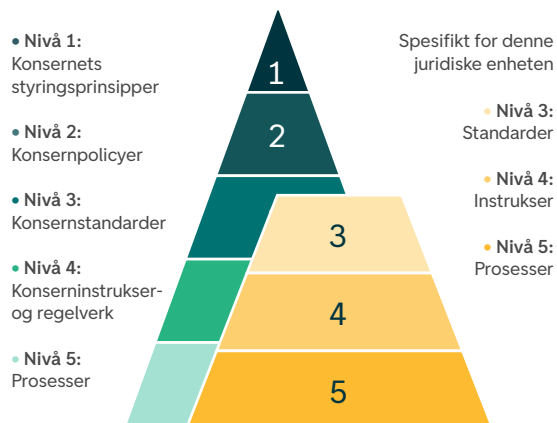 • Nivå 1:
Konsernets
styringsprinsipper
• Nivå 2:
Konsernpolicyer
• Nivå 3:
Konsernstandarder
• Nivå 4:
Konserninstrukser-
og regelverk
• Nivå 5:
Prosesser
1
2
3
4
5
Spesifikt for denne
juridiske enheten
• Nivå 3:
Standarder
• Nivå 4:
Instrukser
• Nivå 5:
Prosesser